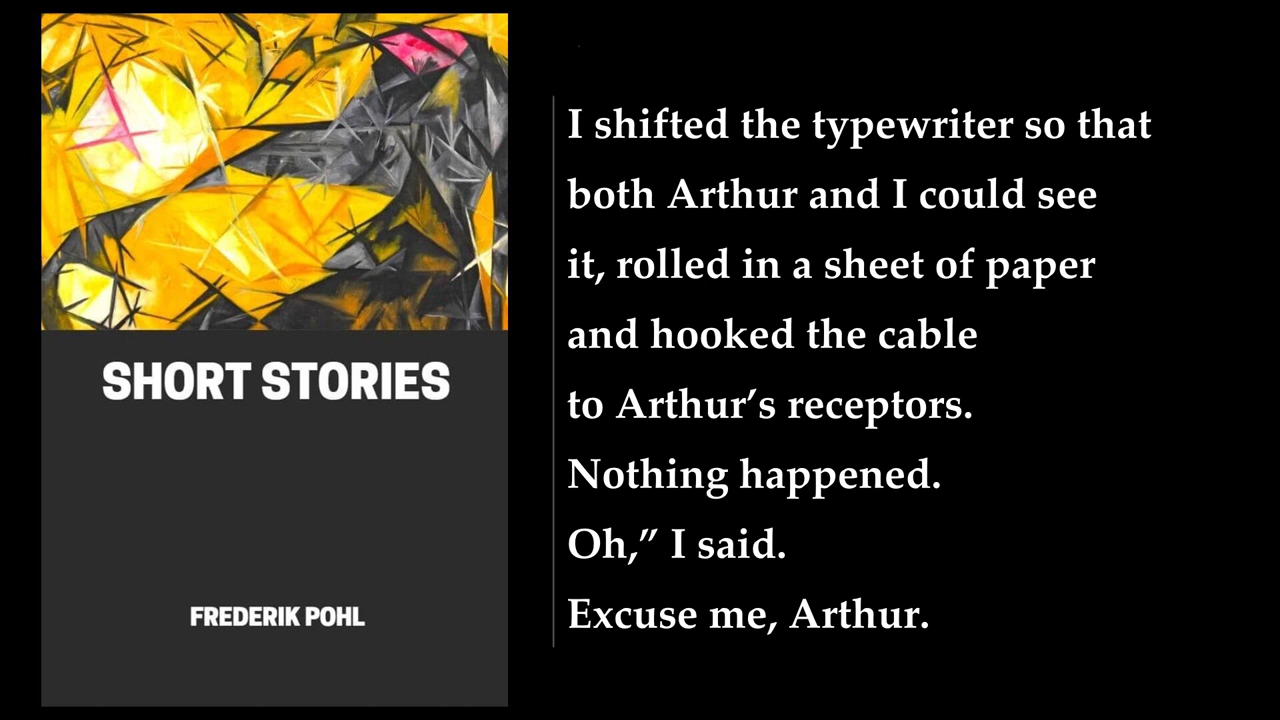 SHORT STORIES
FREDERIK POHL
I shifted the typewriter so that
both Arthur and I could see
it, rolled in a sheet of paper
and hooked the cable
to Arthur’s receptors.
Nothing happened.
Oh,” I said.
Excuse me, Arthur.